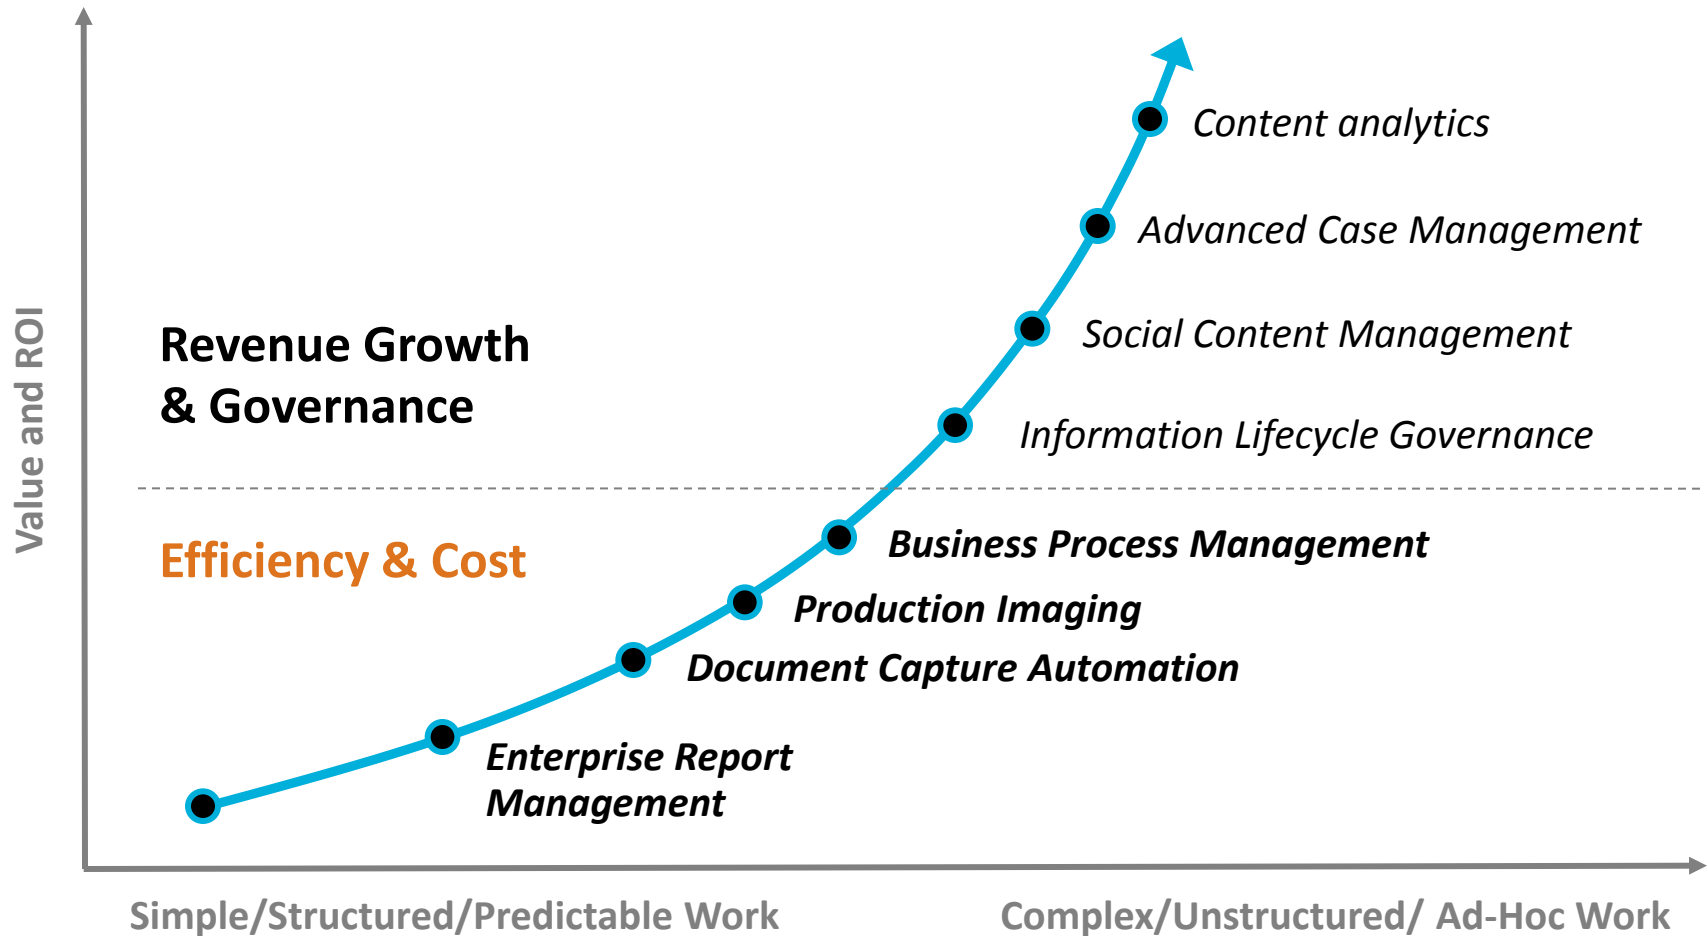 Content analytics
Advanced Case Management
Social Content Management
Revenue Growth
& Governance
Information Lifecycle Governance
Value and ROI
Efficiency & Cost
Business Process Management
Production Imaging
Document Capture Automation
Enterprise Report
Management
Simple/Structured/Predictable Work
Complex/Unstructured/ Ad-Hoc Work